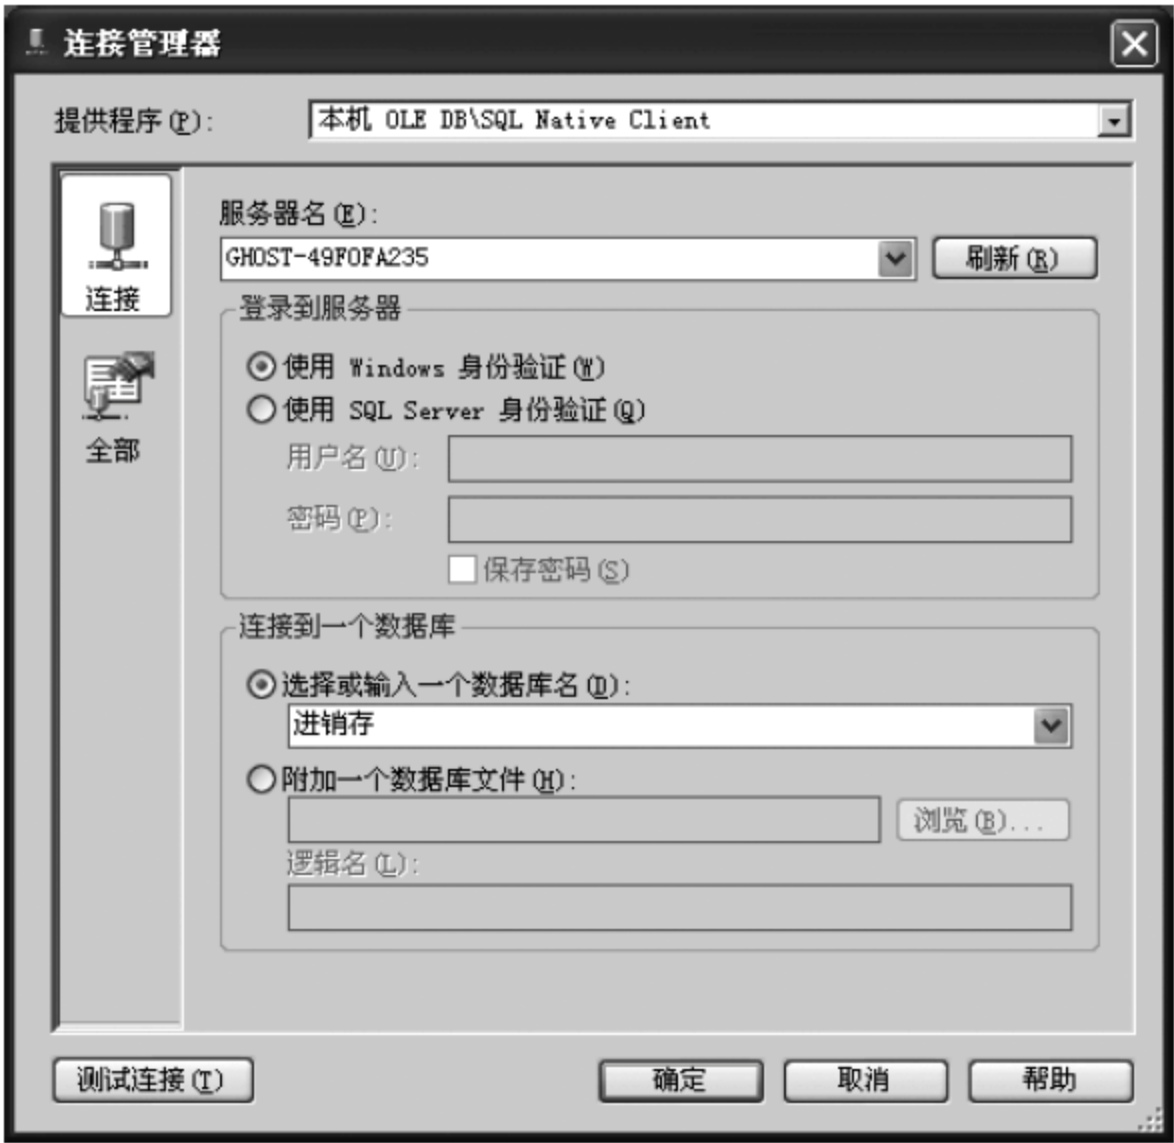 连接管理器
提供程序(P): 本机 OLE DB\SQL Native Client
连接
全部
服务器名(E):
GHOST-49F0FA235 刷新(R)
登录到服务器
使用 Windows 身份验证(W)
使用 SQL Server 身份验证(Q)
用户名(U):
密码(P):
保存密码(S)
连接到一个数据库
选择或输入一个数据库名(D):
进销存
附加一个数据库文件(H):
浏览(B)...
逻辑名(L):
测试连接(T) 确定 取消 帮助